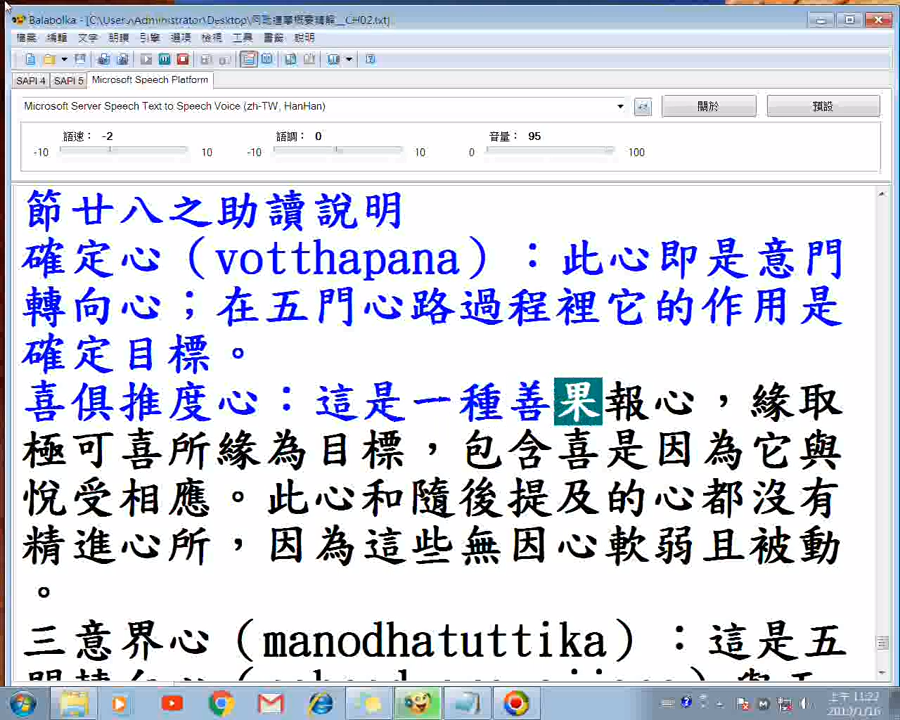 Balabolka - [C:\Users\Administrator\Desktop\阿毗達摩概要精解__CH02.txt]
檔案 編輯 文字 朗讀 引擎 選項 檢視 工具 書籤 說明
SAPI 4 SAPI 5 Microsoft Speech Platform
Microsoft Server Speech Text to Speech Voice (zh-TW, HanHan) 關於 預設
語速： -2 語調： 0 音量： 95
-10 10 -10 10 0 100
節廿八之助讀說明
確定心（votthapana）：此心即是意門
轉向心；在五門心路過程裡它的作用是
確定目標。
喜俱推度心：這是一種善果報心，緣取
極可喜所緣為目標，包含喜是因為它與
悅受相應。此心和隨後提及的心都沒有
精進心所，因為這些無因心軟弱且被動
。
三意界心（manodhatuttika）：這是五
上午 11:22